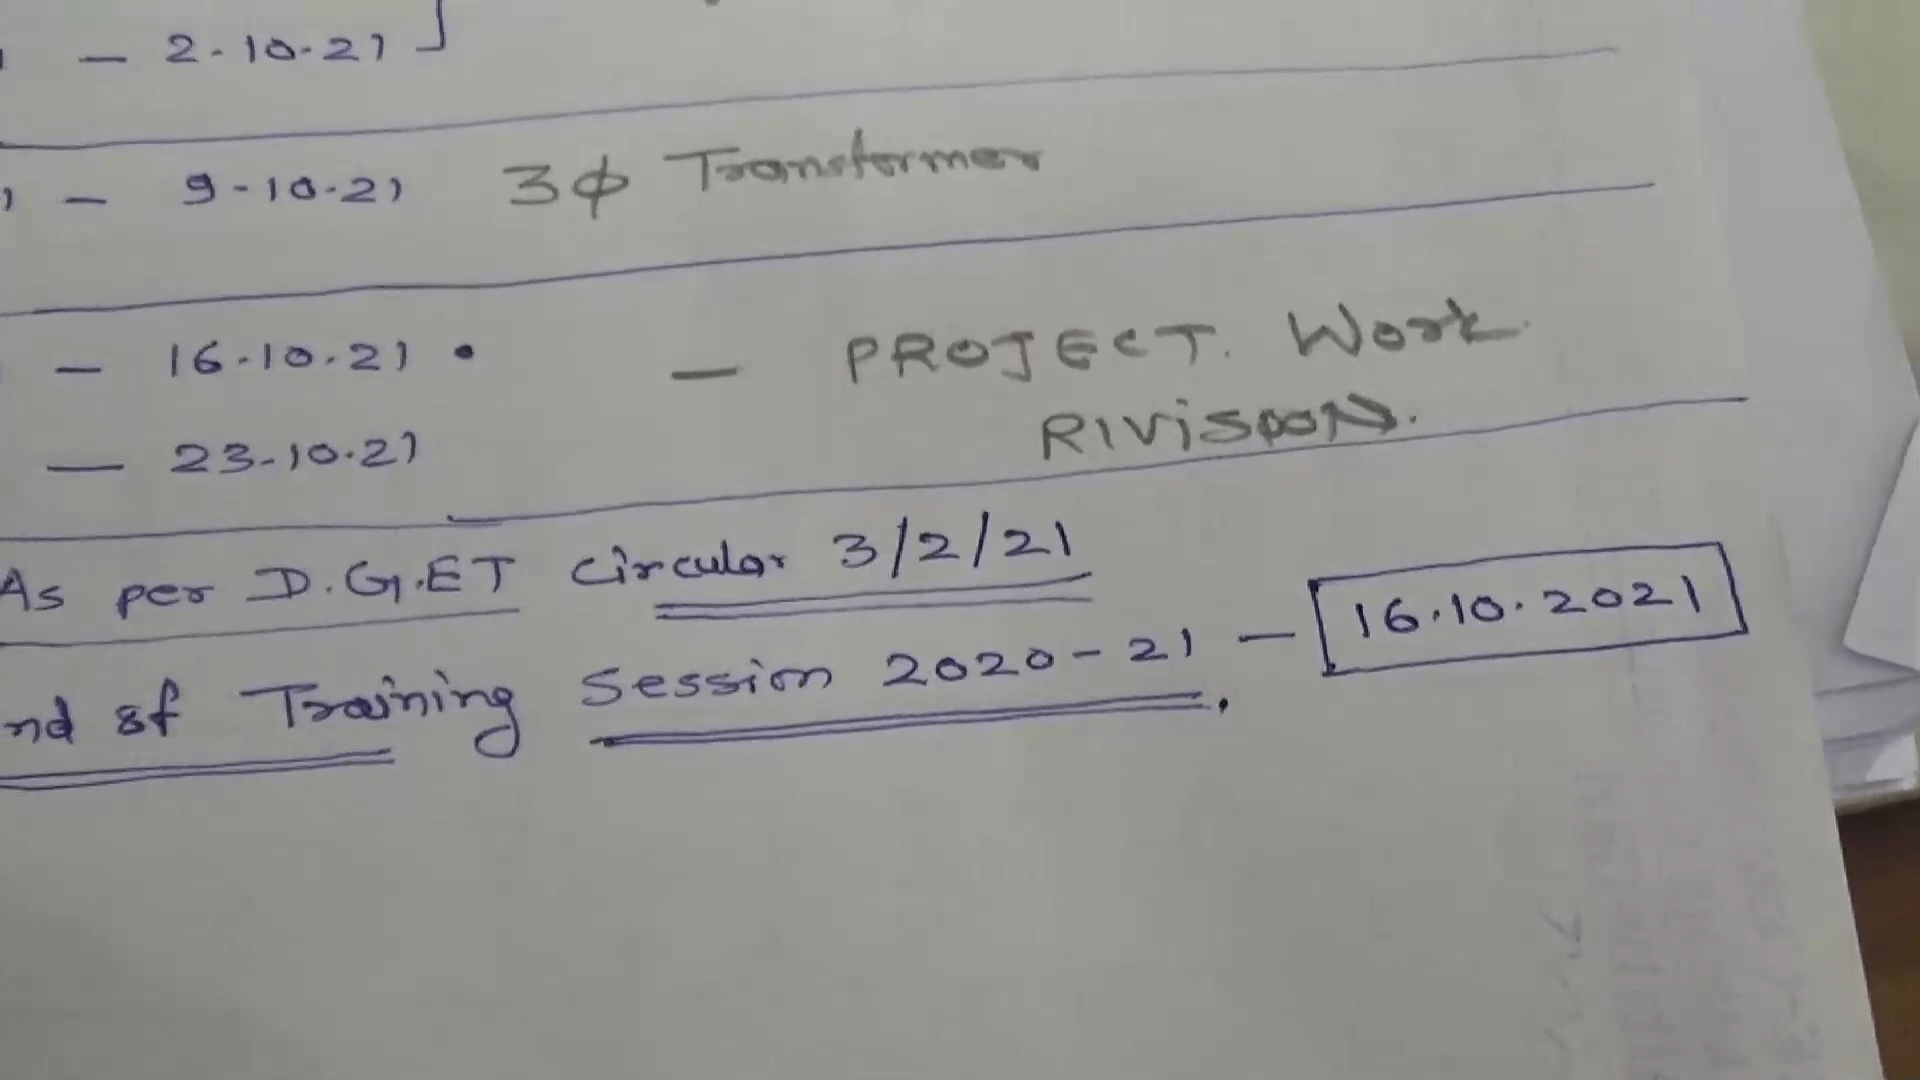 - 2-10-21
- 9-10-21 3ϕ Transformer
- 16-10-21 • - PROJECT. Work
- 23-10-21 RIVISION.
As per D.G.ET Circular 3/2/21
nd of Training Session 2020-21 - 16.10.2021